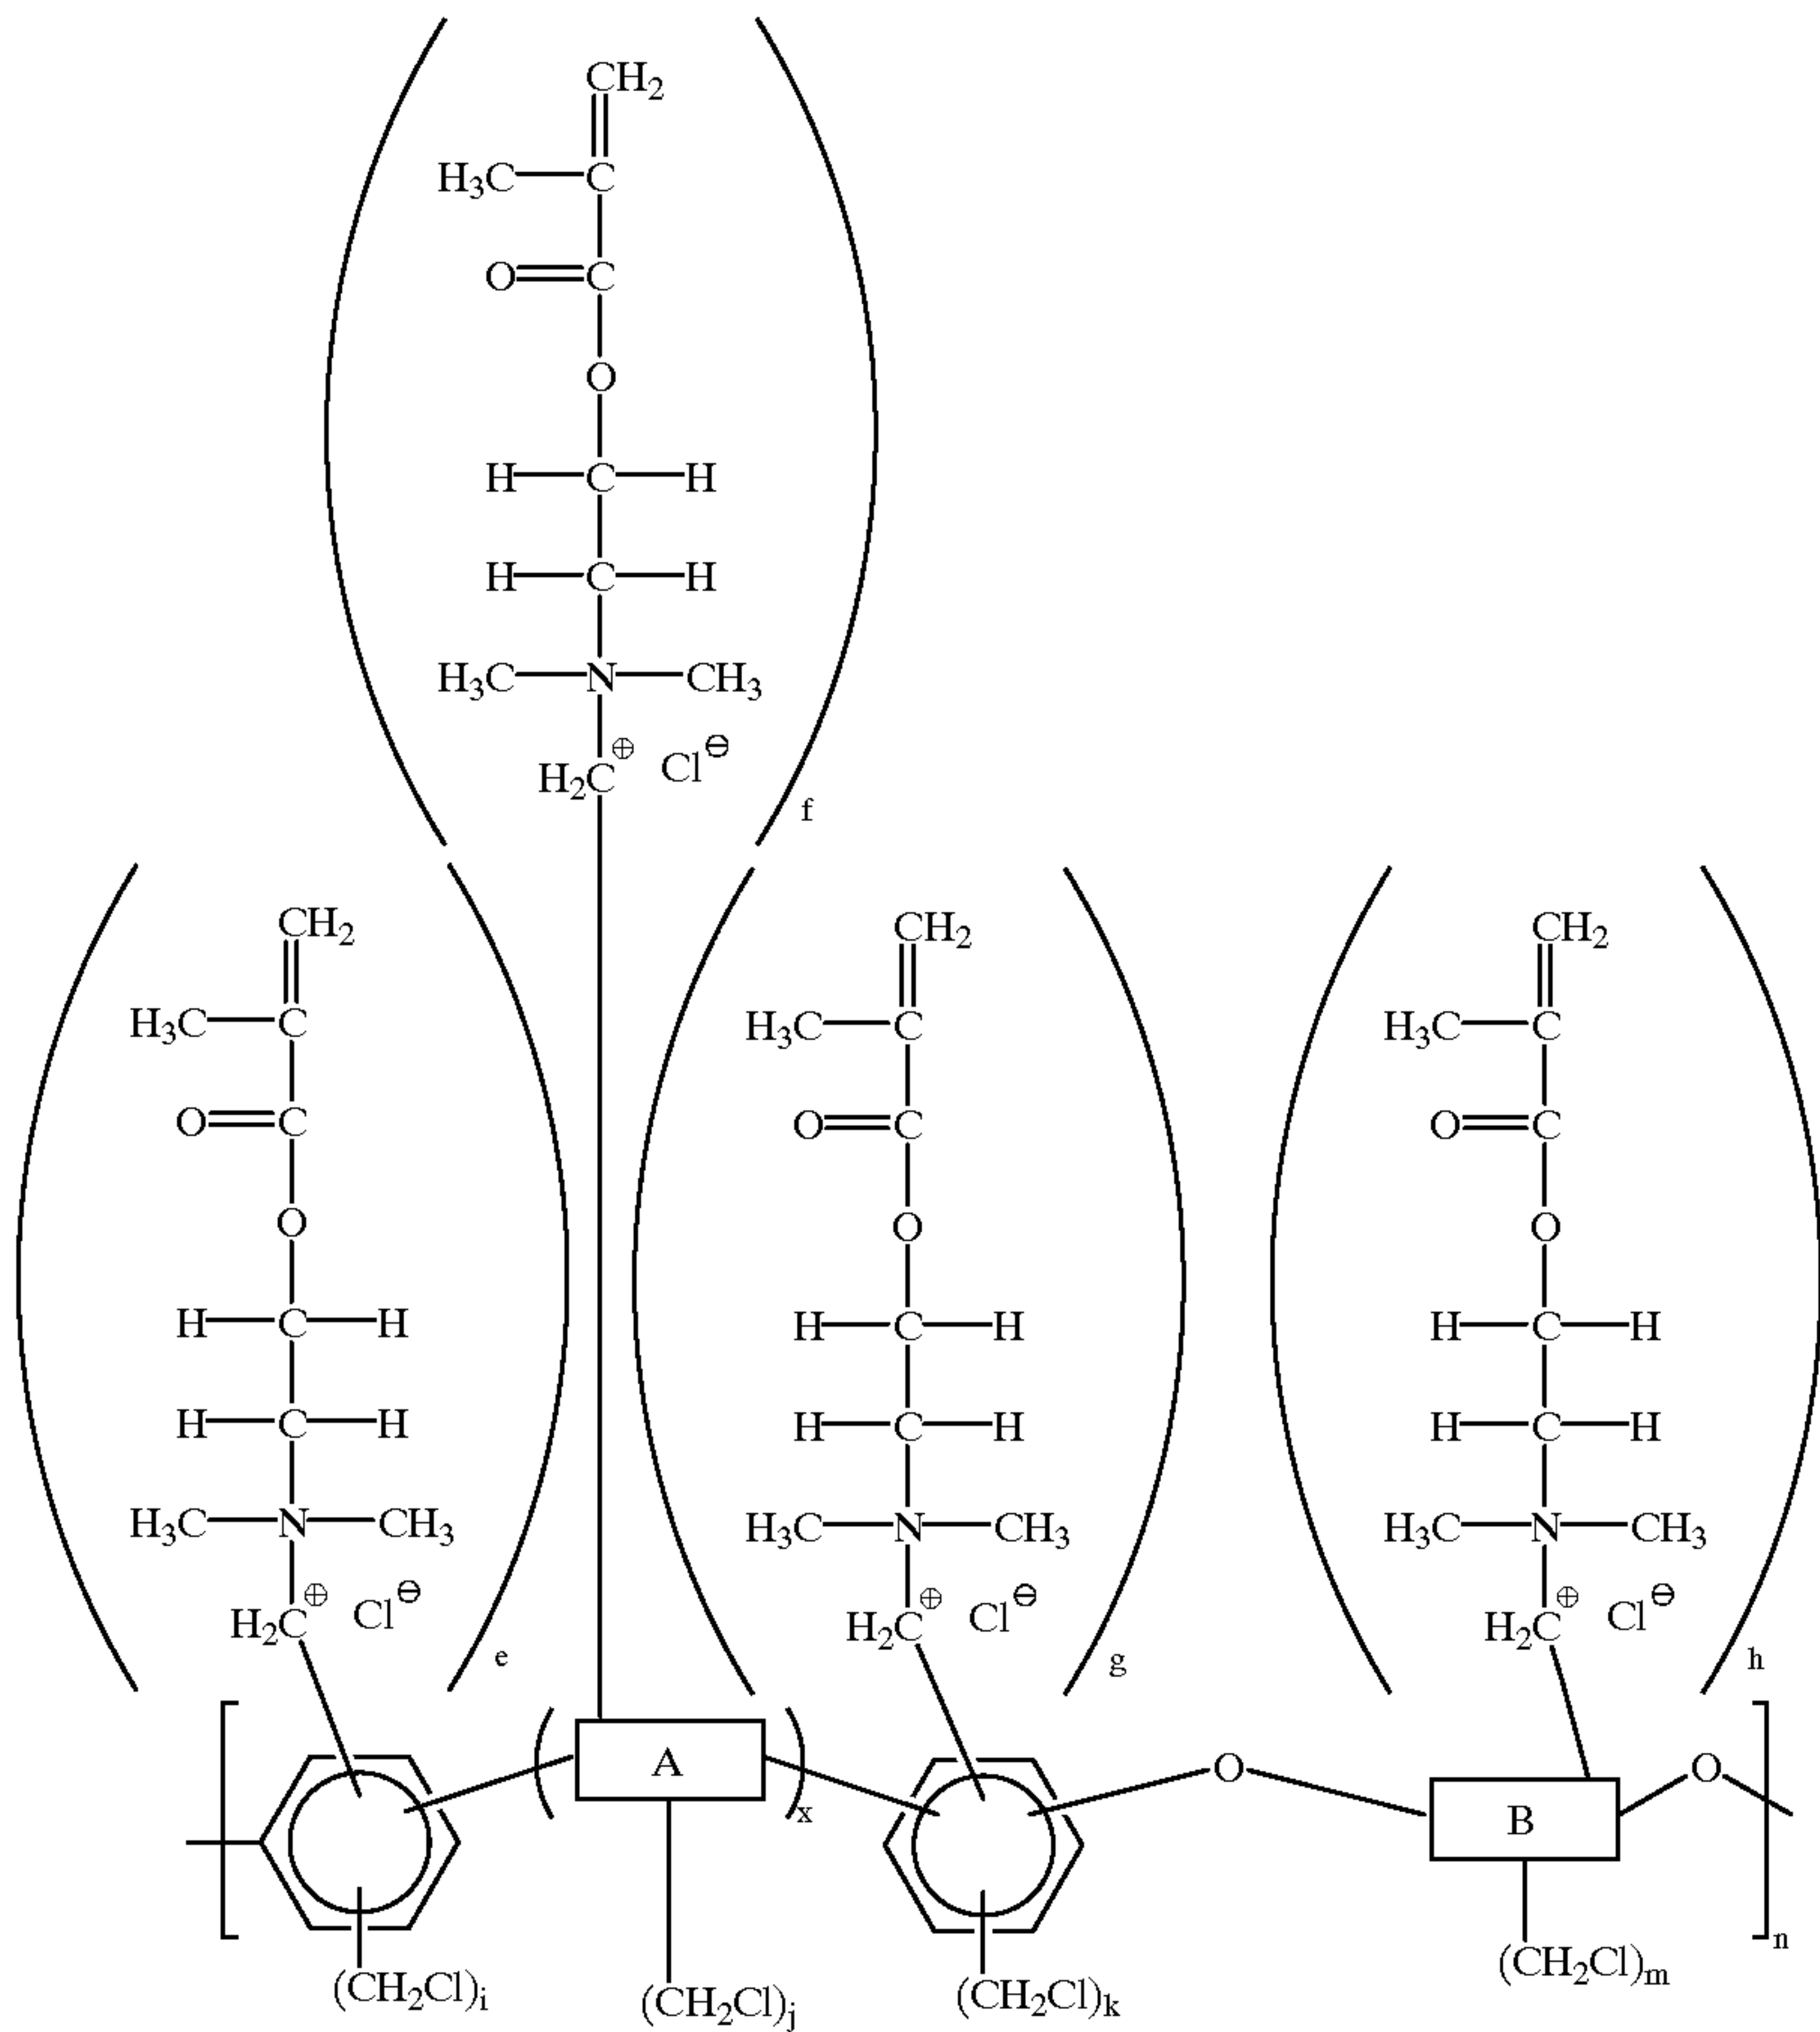 CH₂
H₃C C
O C
O
H C H
H C H
H₃C N CH₃
H₂C ⊕ Cl ⊖
f
CH₂
H₃C C
O C
O
H C H
H C H
H₃C N CH₃
H₂C ⊕ Cl ⊖
e
CH₂
H₃C C
O C
O
H C H
H C H
H₃C N CH₃
H₂C ⊕ Cl ⊖
g
CH₂
H₃C C
O C
O
H C H
H C H
H₃C N CH₃
H₂C ⊕ Cl ⊖
h
A x O B O n
(CH₂Cl)i (CH₂Cl)j (CH₂Cl)k (CH₂Cl)m